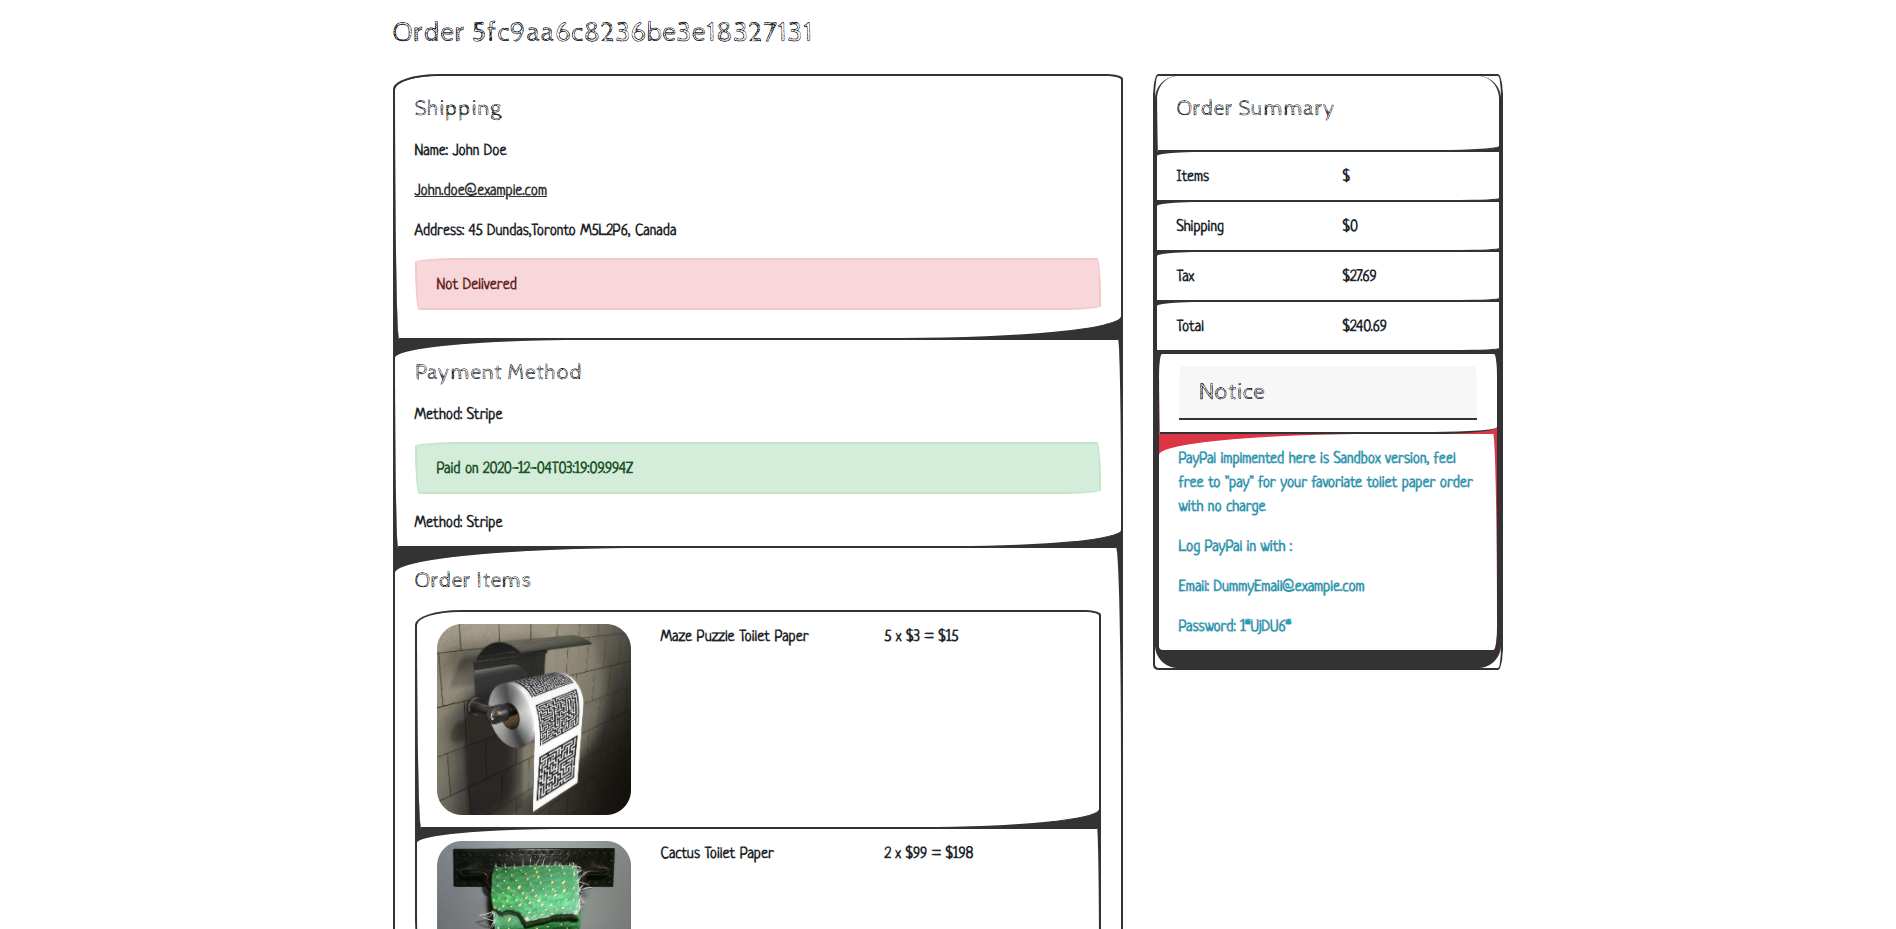 Order 5fc9aa6c8236be3e18327131
Shipping
Name: John Doe
John.doe@example.com
Address: 45 Dundas,Toronto M5L2P6, Canada
Not Delivered
Payment Method
Method: Stripe
Paid on 2020-12-04T03:19:09.994Z
Method: Stripe
Order Items
Maze Puzzle Toilet Paper 5 x $3 = $15
Cactus Toilet Paper 2 x $99 = $198
Order Summary
Items $
Shipping $0
Tax $27.69
Total $240.69
Notice
PayPal implmented here is Sandbox version, feel
free to "pay" for your favoriate toilet paper order
with no charge
Log PayPal in with :
Email: DummyEmail@example.com
Password: 1*UjDU6*